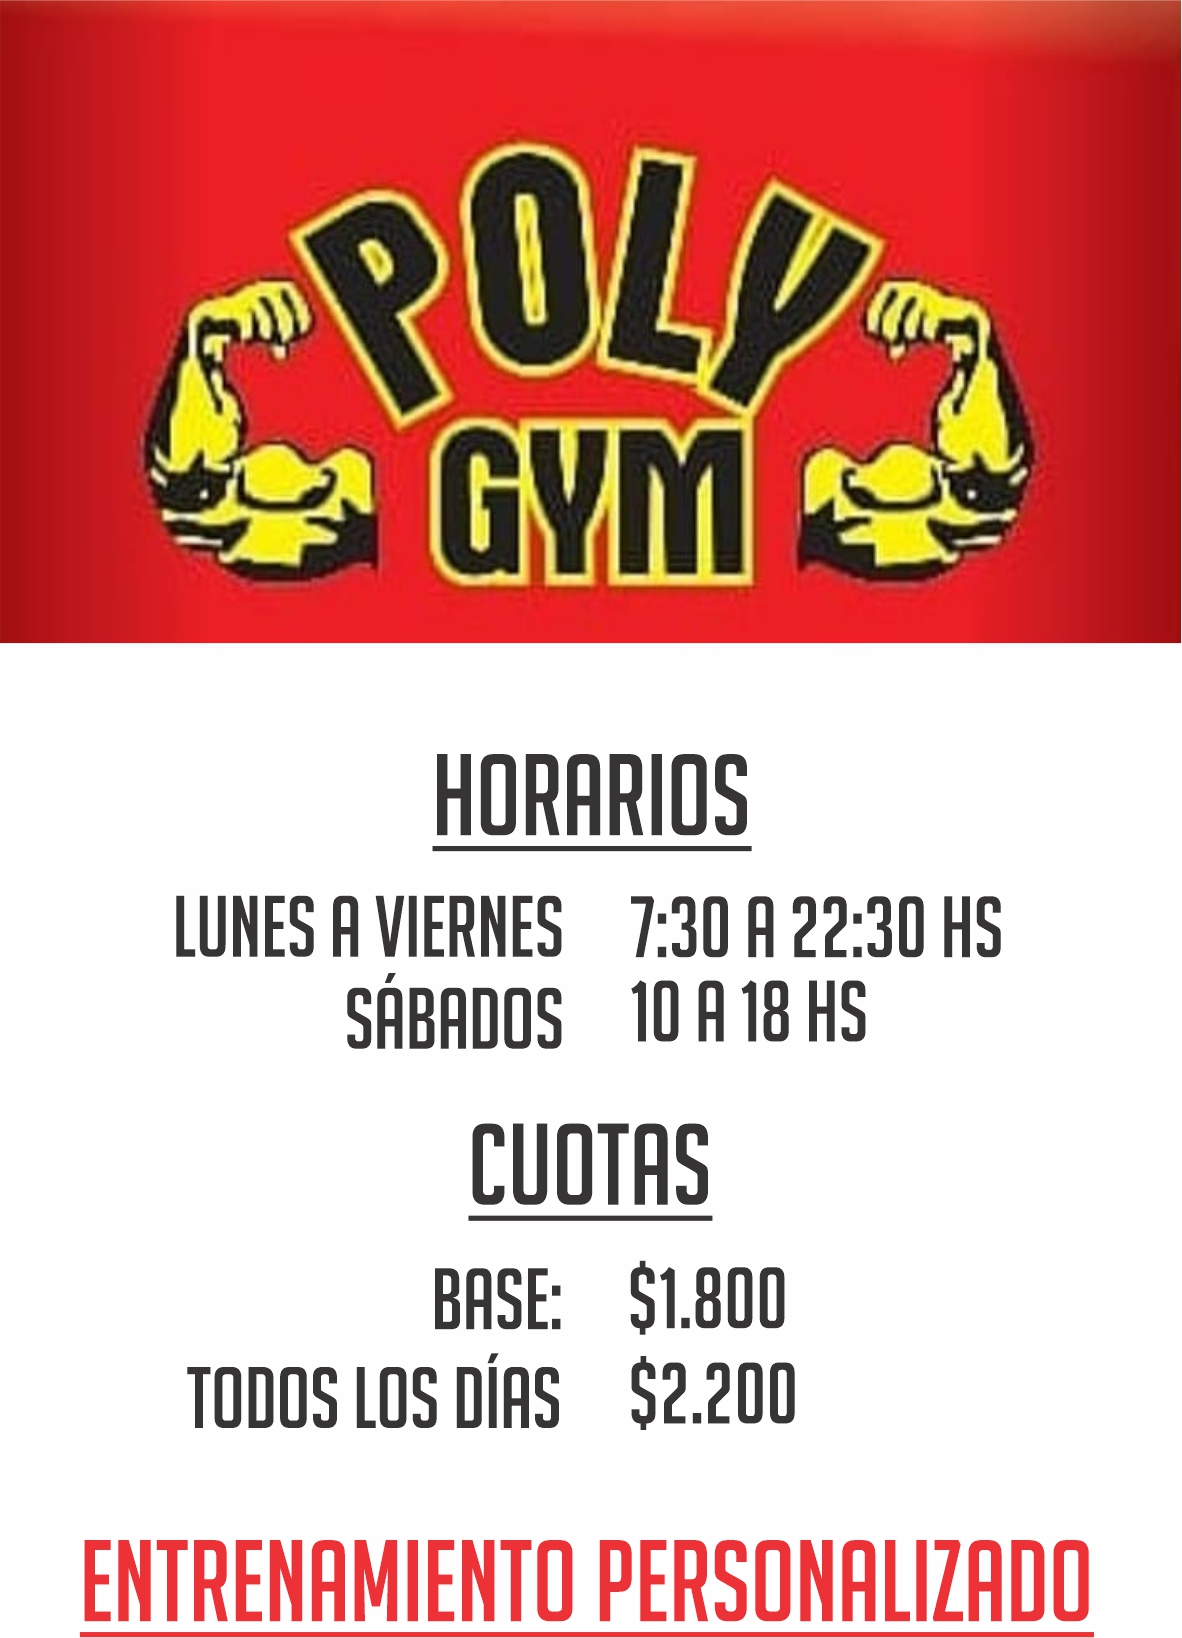 POLY
GYM
HORARIOS
LUNES A VIERNES 7:30 A 22:30 HS
SÁBADOS 10 A 18 HS
CUOTAS
BASE: $1.800
TODOS LOS DÍAS $2.200
ENTRENAMIENTO PERSONALIZADO